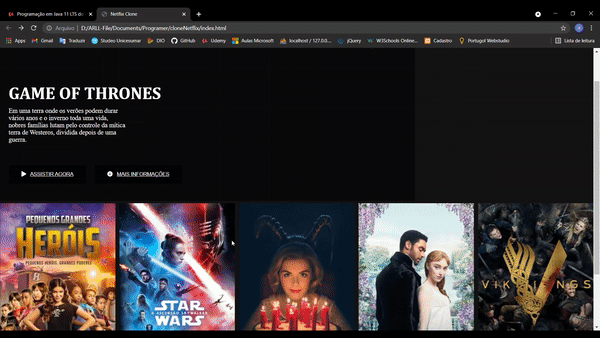 Programação em Java 11 LTS d
Netflix Clone
Arquivo | D:/ARLL-File/Documents/Programer/cloneNetflix/index.html
Apps Gmail Traduzir Studeo Unicesumar DIO GitHub Udemy Aulas Microsoft localhost / 127.0.0... jQuery W3Schools Online... Cadastro Portugol Webstudio Lista de leitura
GAME OF THRONES
Em uma terra onde os verões podem durar
vários anos e o inverno toda uma vida,
nobres famílias lutam pelo controle da mítica
terra de Westeros, dividida depois de uma
guerra.
ASSISTIR AGORA
MAIS INFORMAÇÕES
PEQUENOS GRANDES
HERÓIS
PEQUENOS HERÓIS. GRANDES PODERES.
STAR
A ASCENSÃO SKYWALKER
WARS
VIKINGS